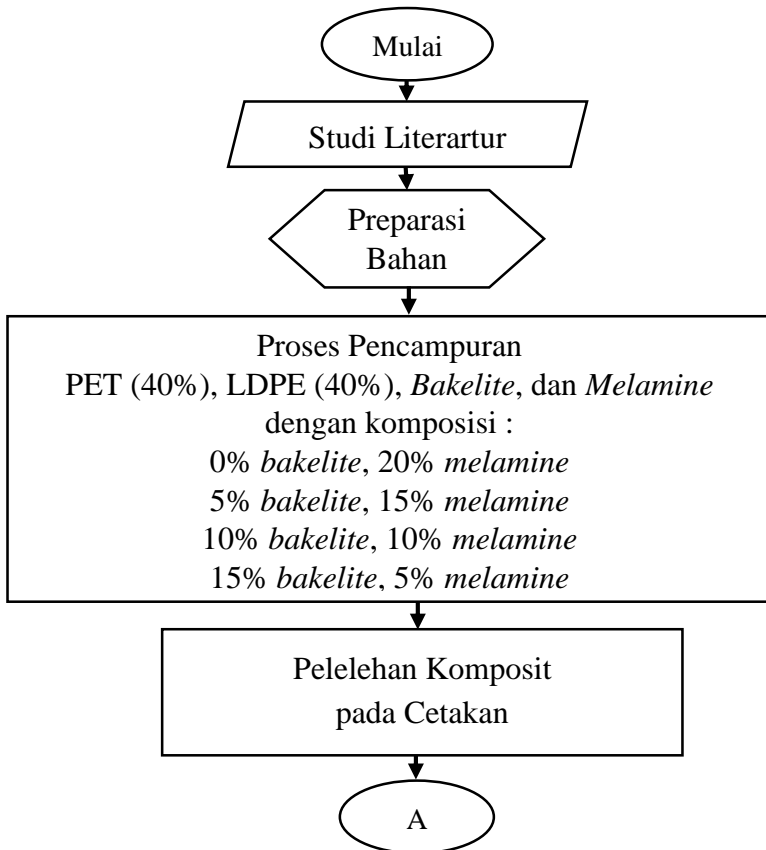 Mulai
Studi Literartur
Preparasi
Bahan
Proses Pencampuran
PET (40%), LDPE (40%), Bakelite, dan Melamine
dengan komposisi :
0% bakelite, 20% melamine
5% bakelite, 15% melamine
10% bakelite, 10% melamine
15% bakelite, 5% melamine
Pelelehan Komposit
pada Cetakan
A